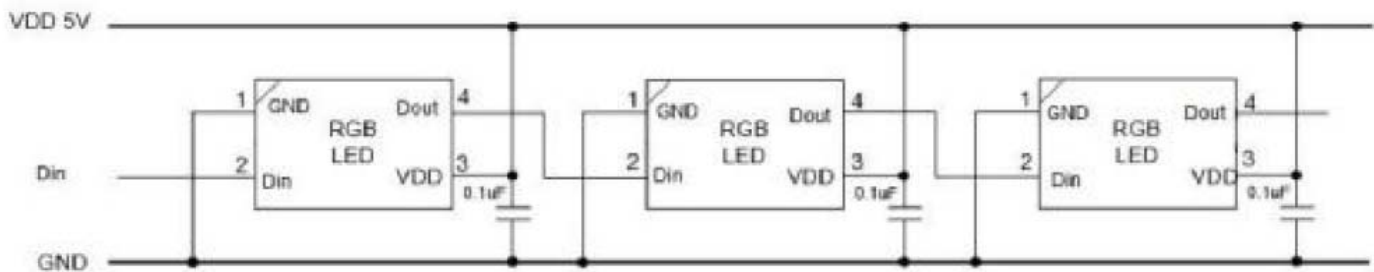 VDD 5V
1 GND Dout 4
RGB
LED
2 Din VDD 3
0.1uF
1 GND Dout 4
RGB
LED
2 Din VDD 3
0.1uF
1 GND Dout 4
RGB
LED
2 Din VDD 3
0.1uF
Din
GND